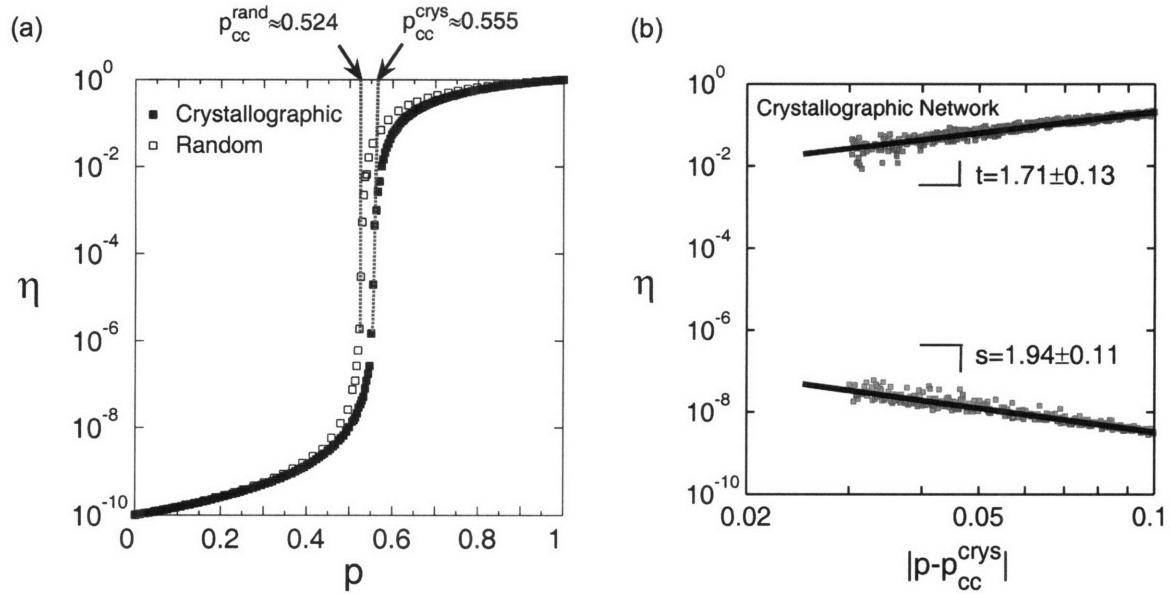 (a)
p_cc^rand≈0.524
p_cc^crys≈0.555
10^0
10^-2
10^-4
10^-6
10^-8
10^-10
η
Crystallographic
Random
0 0.2 0.4 0.6 0.8 1
p
(b)
10^0
10^-2
10^-4
10^-6
10^-8
10^-10
η
Crystallographic Network
t=1.71±0.13
s=1.94±0.11
0.02 0.05 0.1
|p-p_cc^crys|